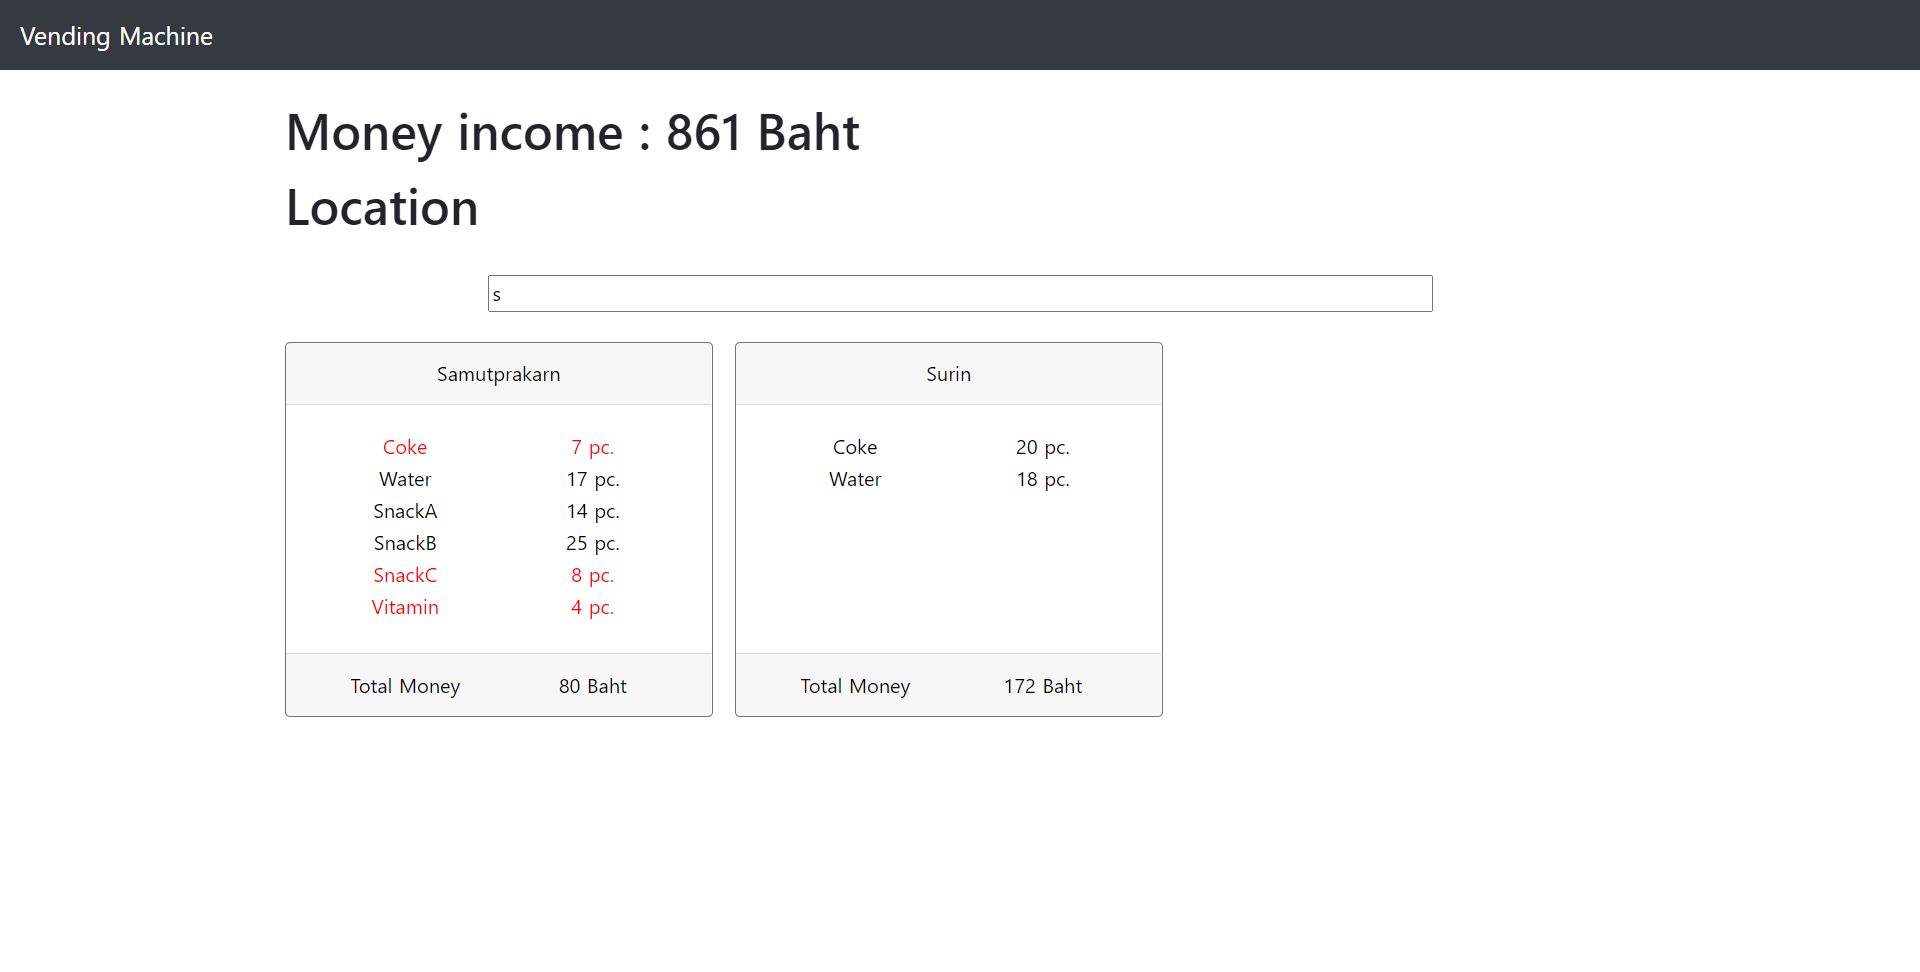 Vending Machine
Money income : 861 Baht
Location
s
Samutprakarn
Coke 7 pc.
Water 17 pc.
SnackA 14 pc.
SnackB 25 pc.
SnackC 8 pc.
Vitamin 4 pc.
Total Money 80 Baht
Surin
Coke 20 pc.
Water 18 pc.
Total Money 172 Baht